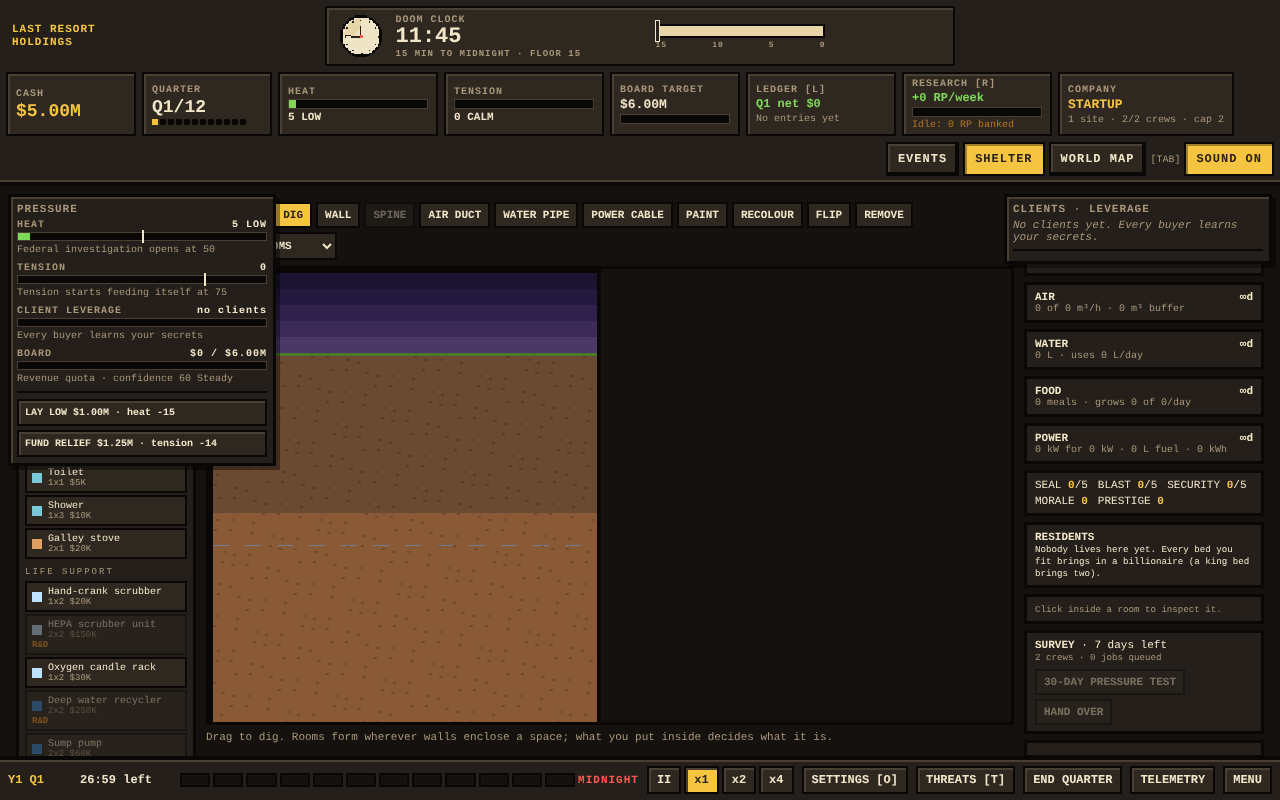 LAST RESORT
HOLDINGS
DOOM CLOCK
11:45
15 MIN TO MIDNIGHT · FLOOR 15
15 10 5 0
CASH
$5.00M
QUARTER
Q1/12
HEAT
5 LOW
TENSION
0 CALM
BOARD TARGET
$6.00M
LEDGER [L]
Q1 net $0
No entries yet
RESEARCH [R]
+0 RP/week
Idle: 0 RP banked
COMPANY
STARTUP
1 site · 2/2 crews · cap 2
EVENTS
SHELTER
WORLD MAP
[TAB]
SOUND ON
PRESSURE
HEAT 5 LOW
Federal investigation opens at 50
TENSION 0
Tension starts feeding itself at 75
CLIENT LEVERAGE no clients
Every buyer learns your secrets
BOARD $0 / $6.00M
Revenue quota · confidence 60 Steady
LAY LOW $1.00M · heat -15
FUND RELIEF $1.25M · tension -14
DIG
WALL
SPINE
AIR DUCT
WATER PIPE
POWER CABLE
PAINT
RECOLOUR
FLIP
REMOVE
OMS
Toilet
1x1 $5K
Shower
1x3 $10K
Galley stove
2x1 $20K
LIFE SUPPORT
Hand-crank scrubber
1x2 $20K
HEPA scrubber unit
2x2 $150K
R&D
Oxygen candle rack
1x2 $30K
Deep water recycler
2x2 $250K
R&D
Sump pump
2x2 $60K
Drag to dig. Rooms form wherever walls enclose a space; what you put inside decides what it is.
CLIENTS · LEVERAGE
No clients yet. Every buyer learns
your secrets.
AIR ∞d
0 of 0 m³/h · 0 m³ buffer
WATER ∞d
0 L · uses 0 L/day
FOOD ∞d
0 meals · grows 0 of 0/day
POWER ∞d
0 kW for 0 kW · 0 L fuel · 0 kWh
SEAL 0/5 BLAST 0/5 SECURITY 0/5
MORALE 0 PRESTIGE 0
RESIDENTS
Nobody lives here yet. Every bed you
fit brings in a billionaire (a king bed
brings two).
Click inside a room to inspect it.
SURVEY · 7 days left
2 crews · 0 jobs queued
30-DAY PRESSURE TEST
HAND OVER
Y1 Q1
26:59 left
MIDNIGHT
II
x1
x2
x4
SETTINGS [O]
THREATS [T]
END QUARTER
TELEMETRY
MENU